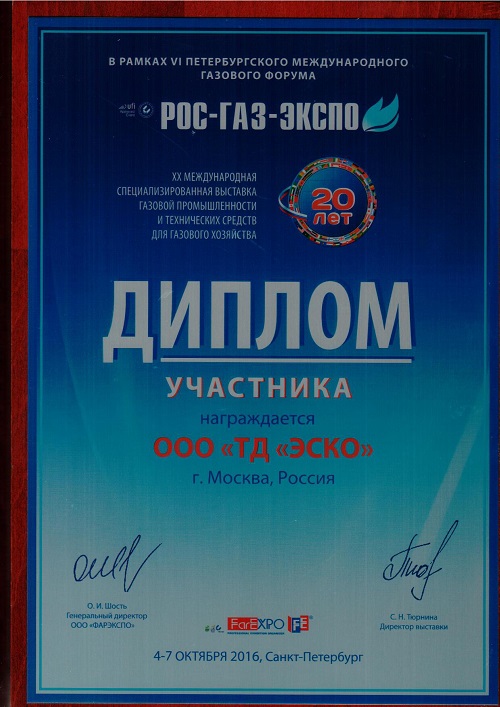 В РАМКАХ VI ПЕТЕРБУРГСКОГО МЕЖДУНАРОДНОГО
ГАЗОВОГО ФОРУМА
ufi
РОС-ГАЗ-ЭКСПО
XX МЕЖДУНАРОДНАЯ
СПЕЦИАЛИЗИРОВАННАЯ ВЫСТАВКА
ГАЗОВОЙ ПРОМЫШЛЕННОСТИ
И ТЕХНИЧЕСКИХ СРЕДСТВ
ДЛЯ ГАЗОВОГО ХОЗЯЙСТВА
20
лет
ДИПЛОМ
УЧАСТНИКА
награждается
ООО «ТД «ЭСКО»
г. Москва, Россия
О. И. Шость
Генеральный директор
ООО «ФАРЭКСПО»
С. Н. Тюрнина
Директор выставки
FarEXPO
FE®
4-7 ОКТЯБРЯ 2016, Санкт-Петербург